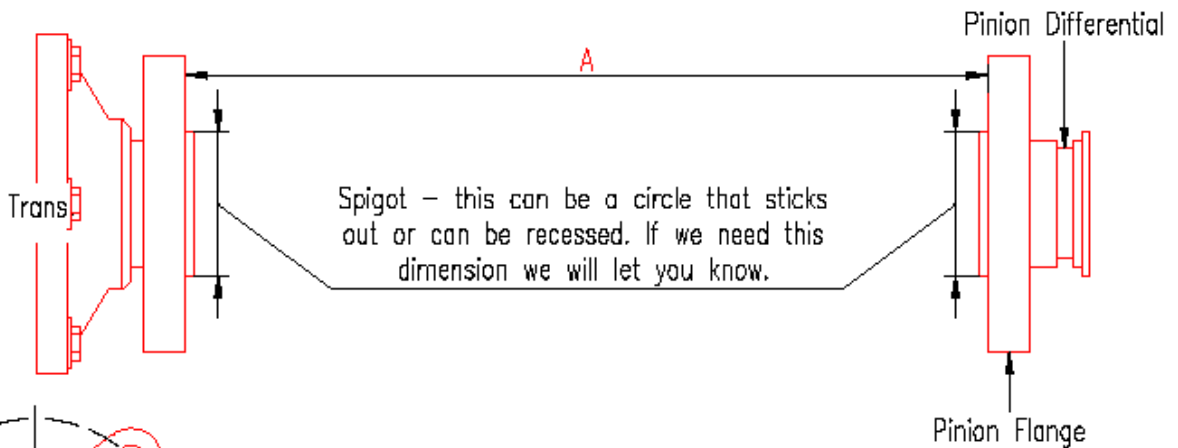 Pinion Differential
A
Trans
Spigot – this can be a circle that sticks
out or can be recessed. If we need this
dimension we will let you know.
Pinion Flange